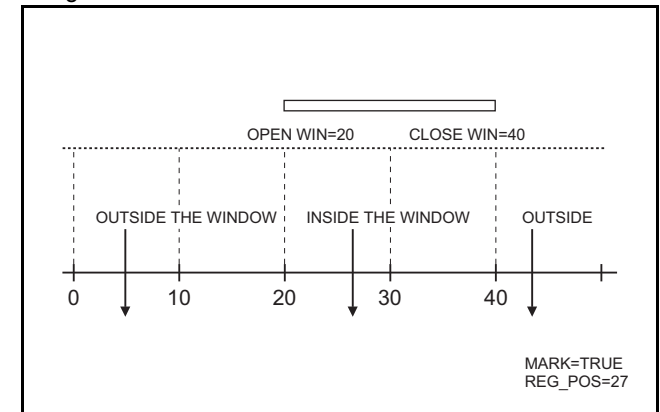 OPEN WIN=20 CLOSE WIN=40
OUTSIDE THE WINDOW INSIDE THE WINDOW OUTSIDE
0 10 20 30 40
MARK=TRUE
REG_POS=27